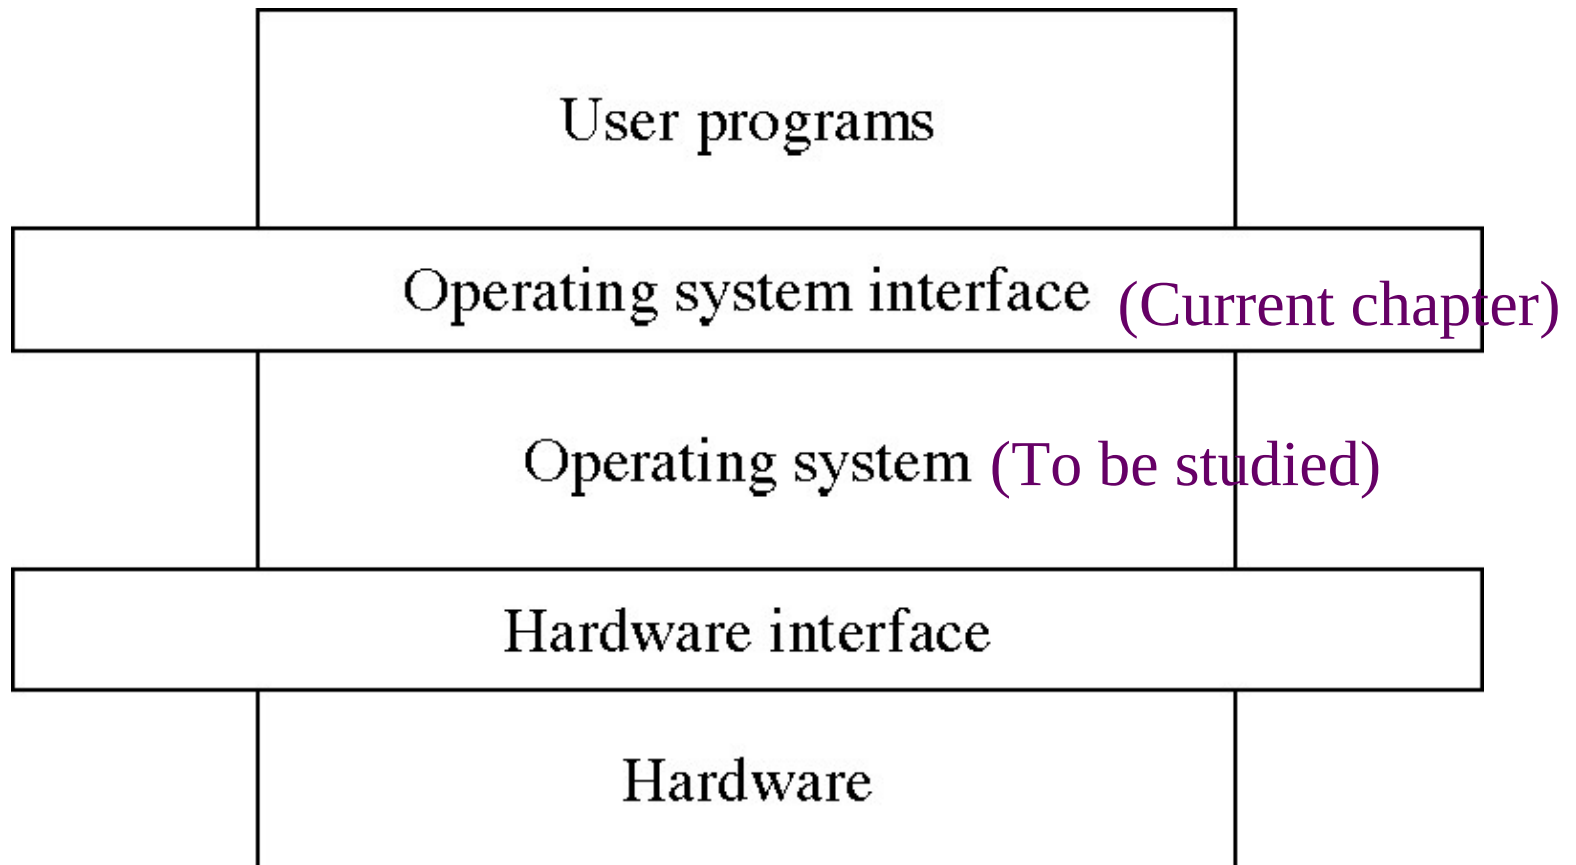 User programs
Operating system interface (Current chapter)
Operating system (To be studied)
Hardware interface
Hardware